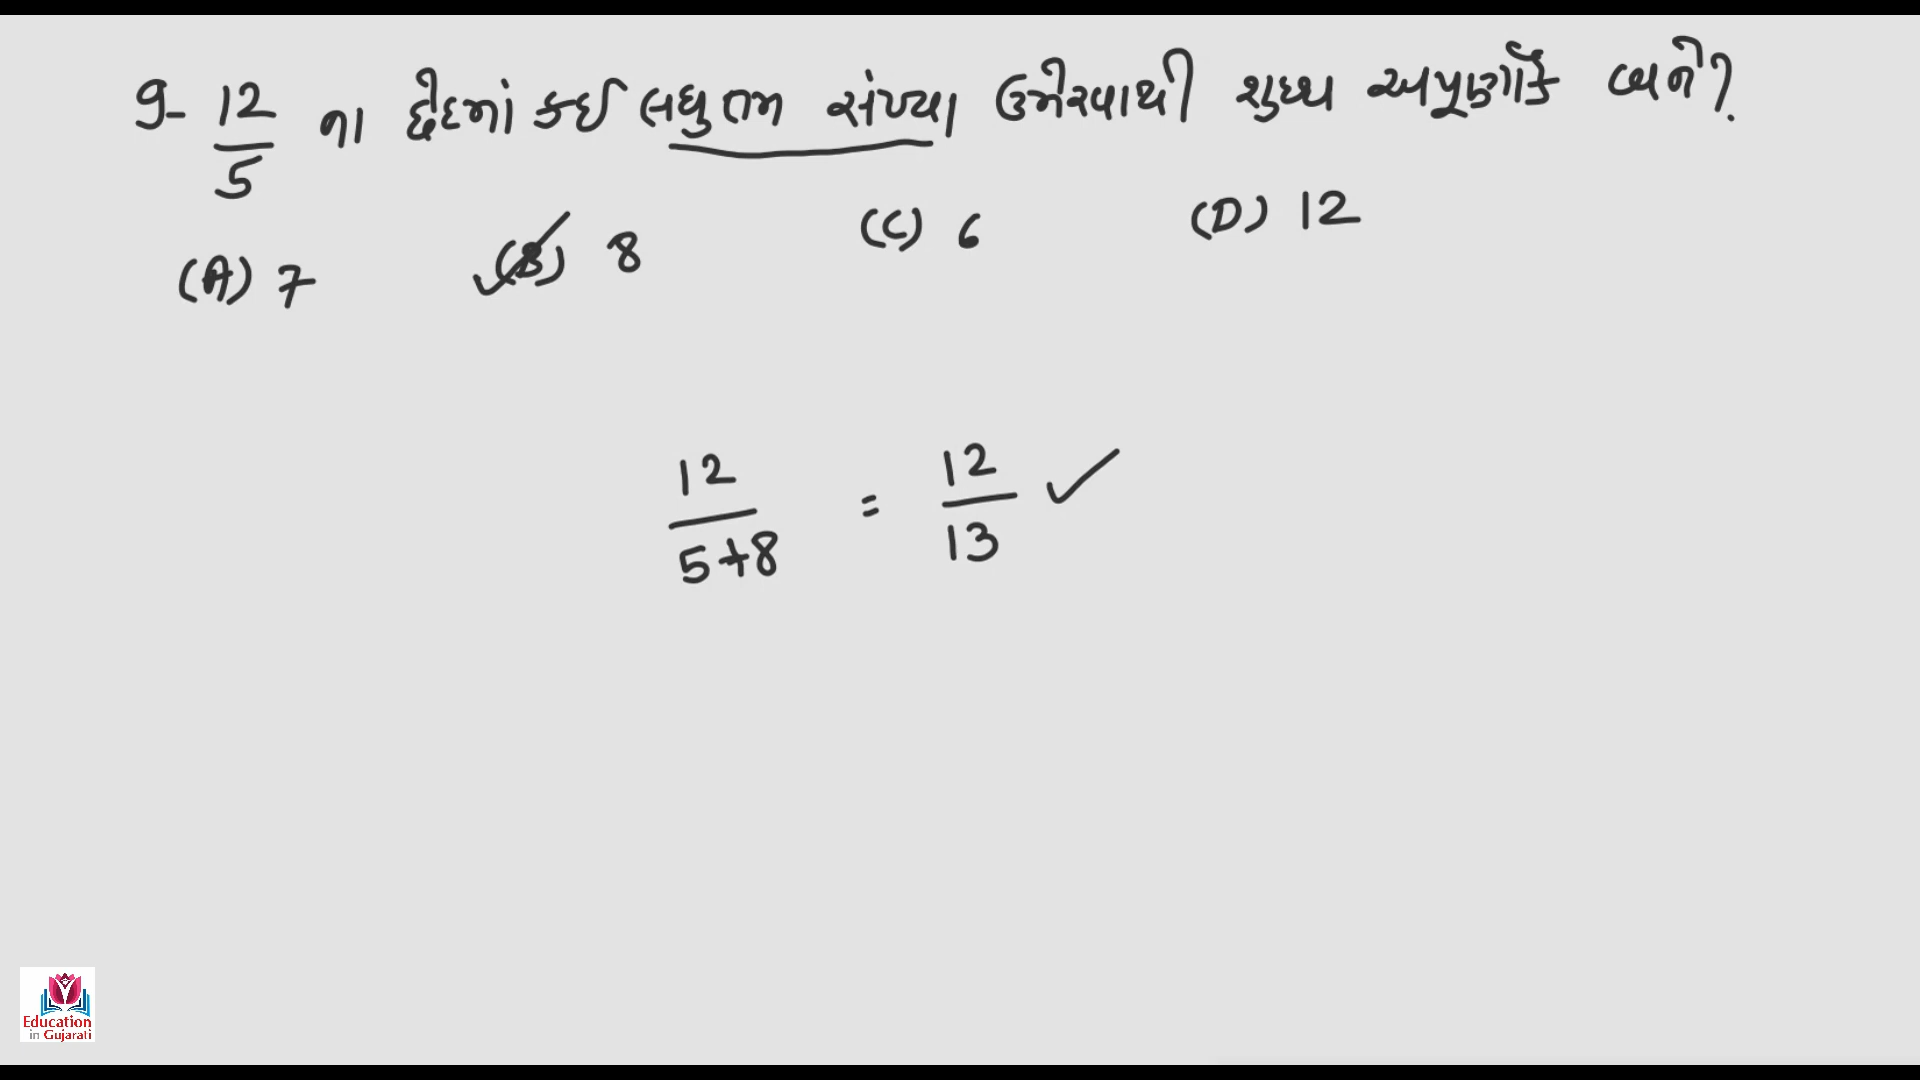 9- 12/5 ના છેદમાં કઈ લઘુતમ સંખ્યા ઉમેરવાથી શુધ્ધ અપૂર્ણાંક બને?
(A) 7 (B) 8 (C) 6 (D) 12
12/5+8 = 12/13 ✓
Education
in Gujarati